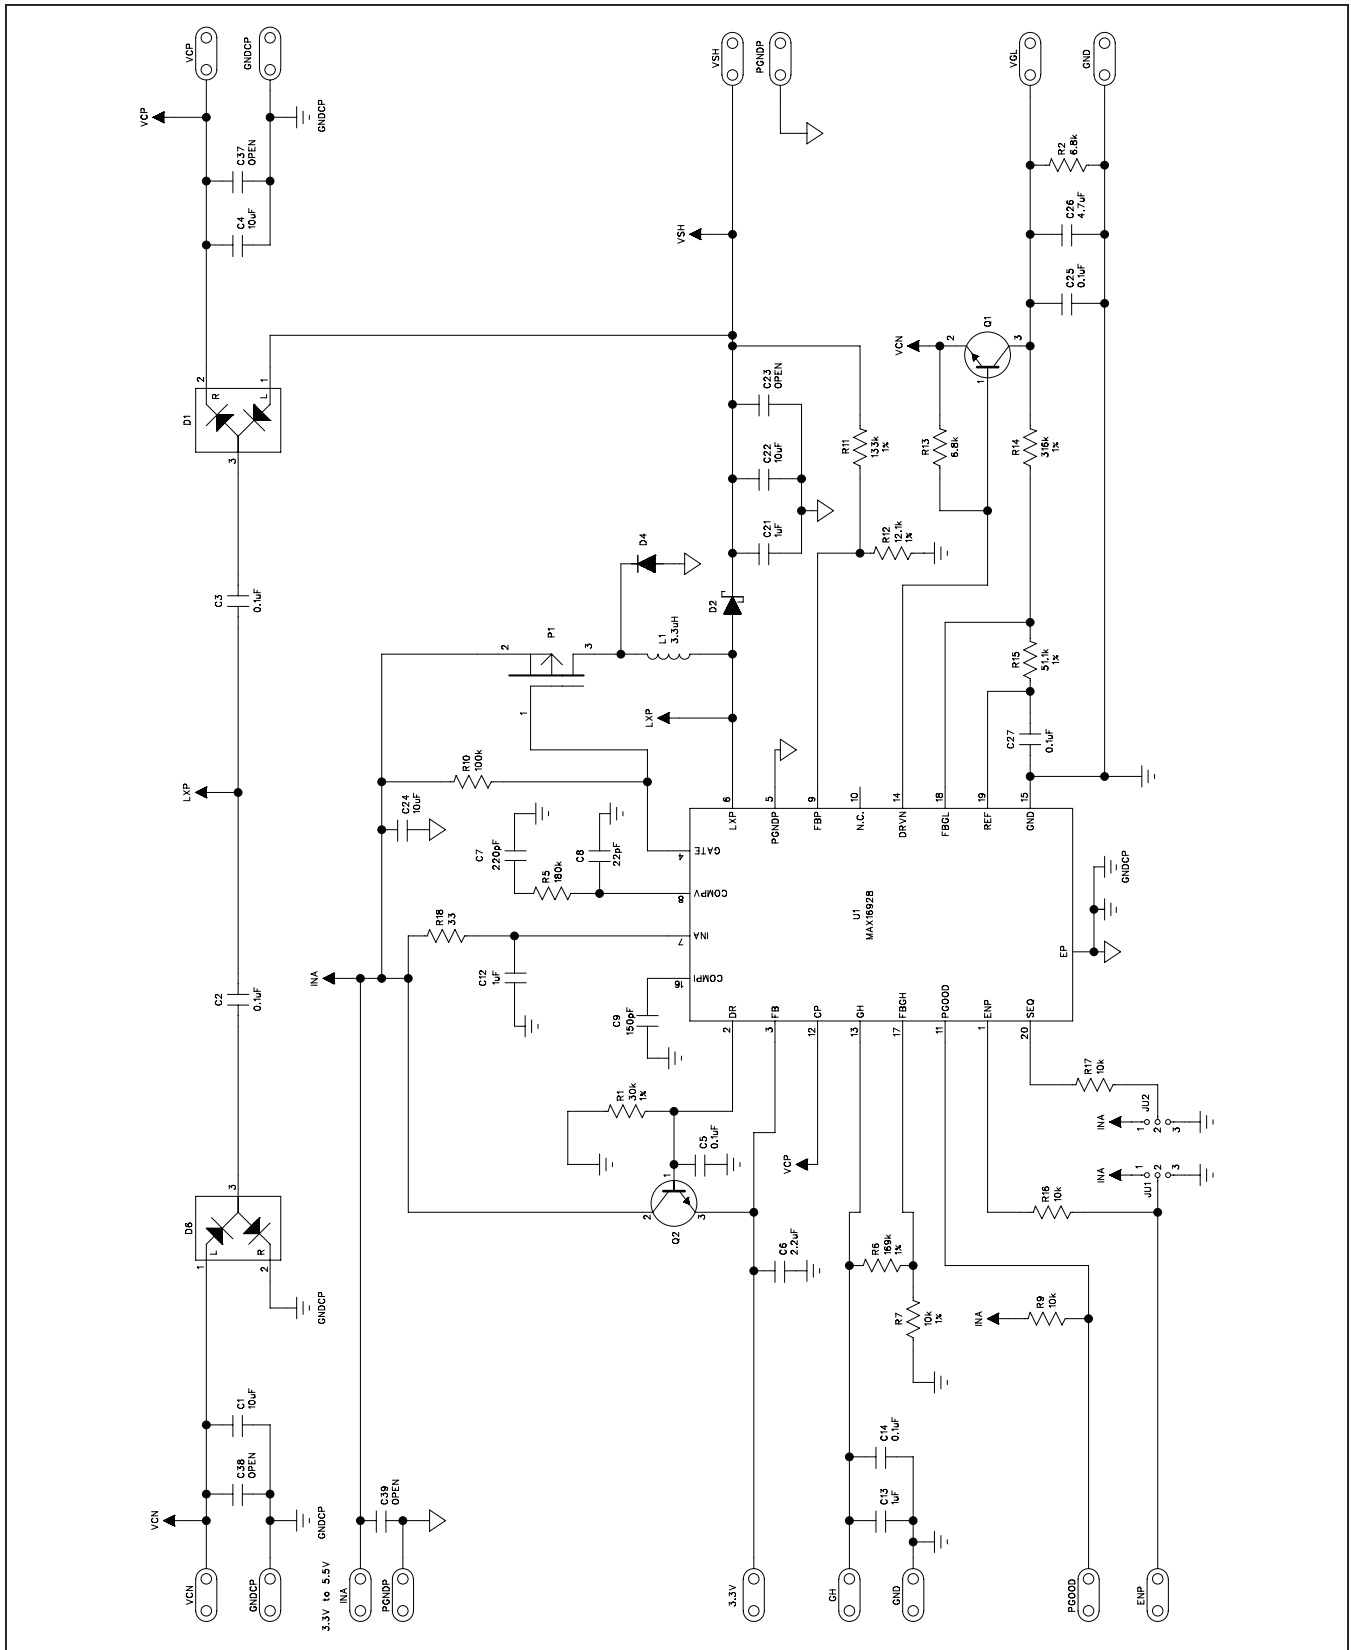 VCP
GNDCP
VCP
GNDCP
C37
OPEN
C4
10uF
D1
2
R
1
L
3
C3
0.1uF
LXP
C2
0.1uF
D6
3
1
L
R
2
GNDCP
C1
10uF
C38
OPEN
VCN
GNDCP
VCN
GNDCP
3.3V to 5.5V
INA
PGNDP
C39
OPEN
INA
VSH
PGNDP
VSH
C23
OPEN
C22
10uF
C21
1uF
D2
D4
L1
3.3uH
P1
2
3
1
LXP
R10
100k
C24
10uF
C7
220pF
R5
180k
C8
22pF
R18
33
C12
1uF
C9
150pF
R11
133k
1%
R12
12.1k
1%
VCN
2
Q1
3
1
R13
6.8k
R14
316k
1%
R15
51.1k
1%
C27
0.1uF
C25
0.1uF
C26
4.7uF
R2
6.8k
VGL
GND
U1
MAX16928
6
LXP
5
PGNDP
9
FBP
10
N.C.
14
DRVN
18
FBGL
19
REF
15
GND
4
GATE
8
COMPV
7
INA
16
COMPI
EP
GNDCP
2
DR
3
FB
12
CP
13
GH
17
FBGH
11
PGOOD
1
ENP
20
SEQ
R1
30k
1%
C5
0.1uF
1
2
3
Q2
VCP
C6
2.2uF
3.3V
R6
169k
1%
R7
10k
1%
C14
0.1uF
C13
1uF
GH
GND
INA
R9
10k
R16
10k
R17
10k
INA
1
2
3
JU2
INA
1
2
3
JU1
PGOOD
ENP